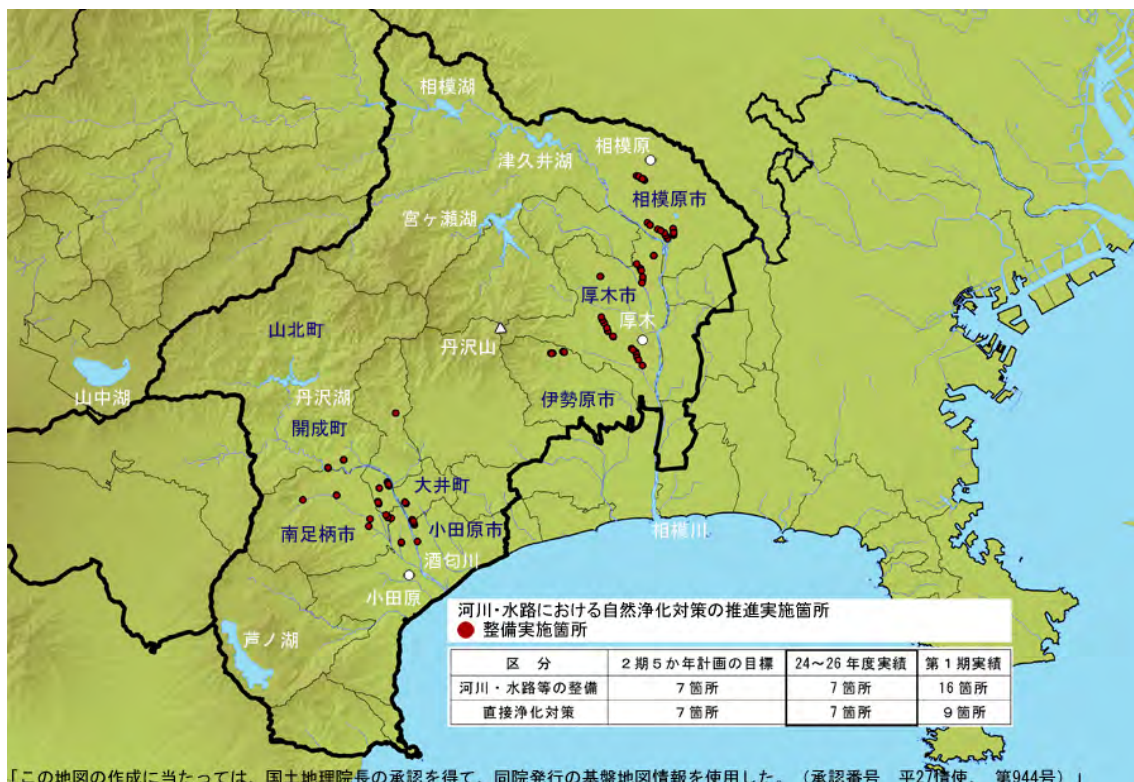 相模湖
相模原
津久井湖
相模原市
宮ヶ瀬湖
厚木市
厚木
山北町
丹沢山
山中湖
丹沢湖
伊勢原市
開成町
大井町
南足柄市
小田原市
相模川
酒匂川
小田原
芦ノ湖
河川・水路における自然浄化対策の推進実施箇所
整備実施箇所
区 分 2期5か年計画の目標 24～26年度実績 第1期実績
河川・水路等の整備 7箇所 7箇所 16箇所
直接浄化対策 7箇所 7箇所 9箇所
「この地図の作成に当たっては、国土地理院長の承認を得て、同院発行の基盤地図情報を使用した。（承認番号 平27情使、 第944号）」